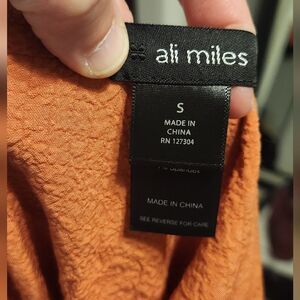 ali miles
S
MADE IN
CHINA
RN 127304
MADE IN CHINA
SEE REVERSE FOR CARE